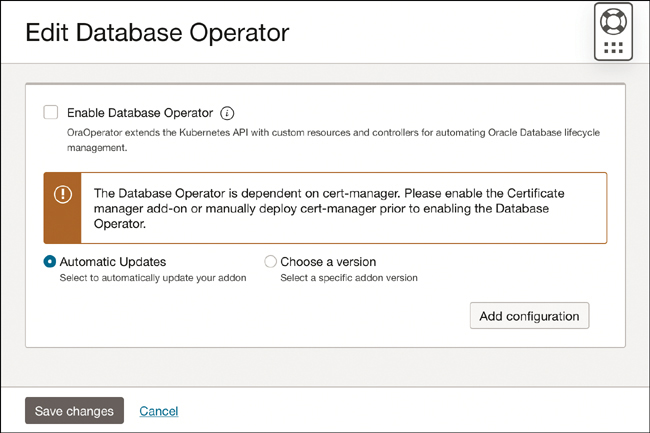 Edit Database Operator
Enable Database Operator
OraOperator extends the Kubernetes API with custom resources and controllers for automating Oracle Database lifecycle
management.
The Database Operator is dependent on cert-manager. Please enable the Certificate
manager add-on or manually deploy cert-manager prior to enabling the Database
Operator.
Automatic Updates
Select to automatically update your addon
Choose a version
Select a specific addon version
Add configuration
Save changes
Cancel